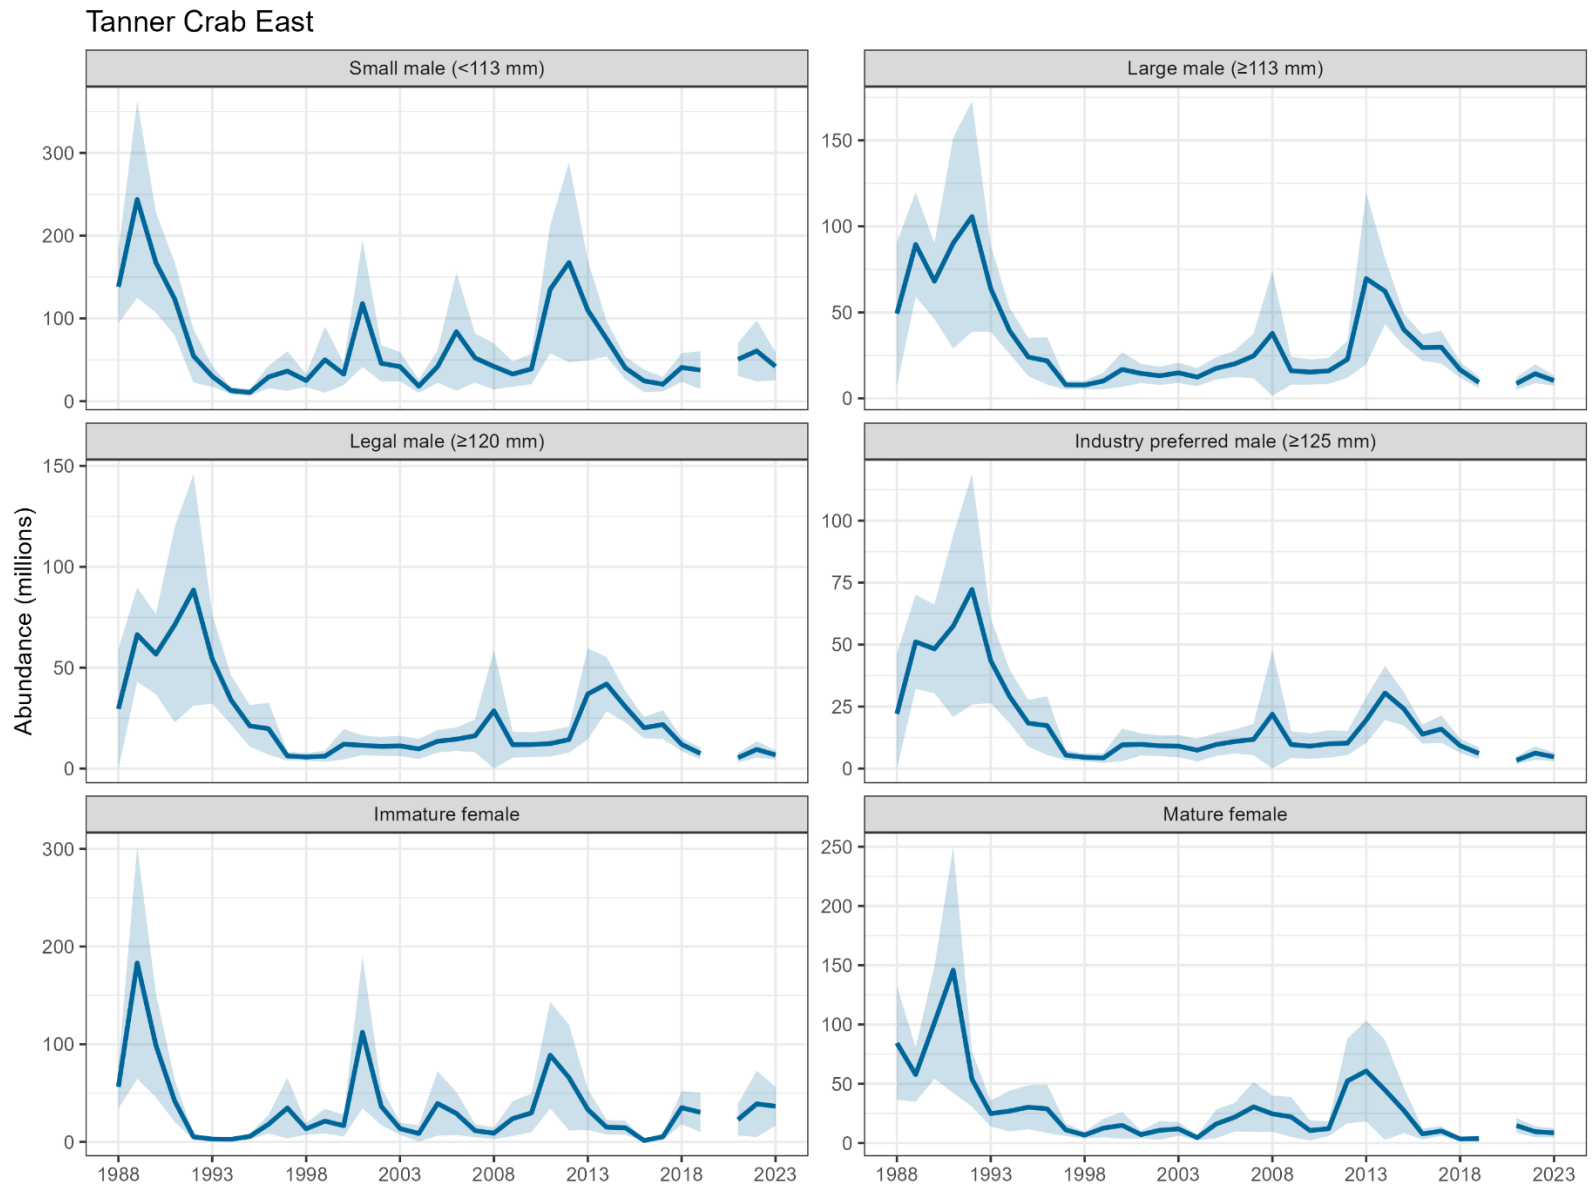 Tanner Crab East
Small male (<113 mm)
Large male (≥113 mm)
300
200
100
0
150
100
50
0
Legal male (≥120 mm)
Industry preferred male (≥125 mm)
Abundance (millions)
150
100
50
0
100
75
50
25
0
Immature female
Mature female
300
200
100
0
250
200
150
100
50
0
1988 1993 1998 2003 2008 2013 2018 2023
1988 1993 1998 2003 2008 2013 2018 2023